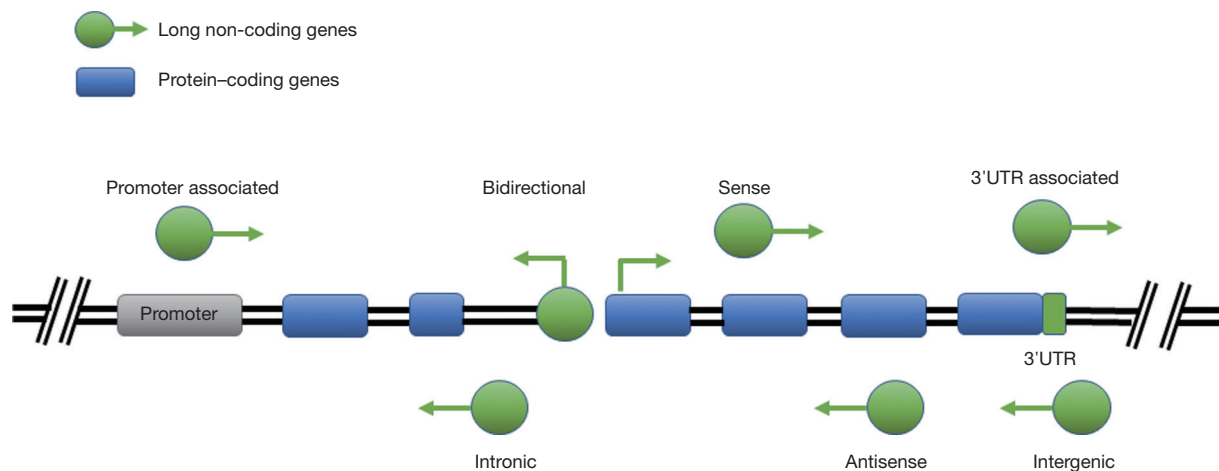 Long non-coding genes
Protein–coding genes
Promoter associated
Bidirectional
Sense
3'UTR associated
Promoter
3'UTR
Intronic
Antisense
Intergenic